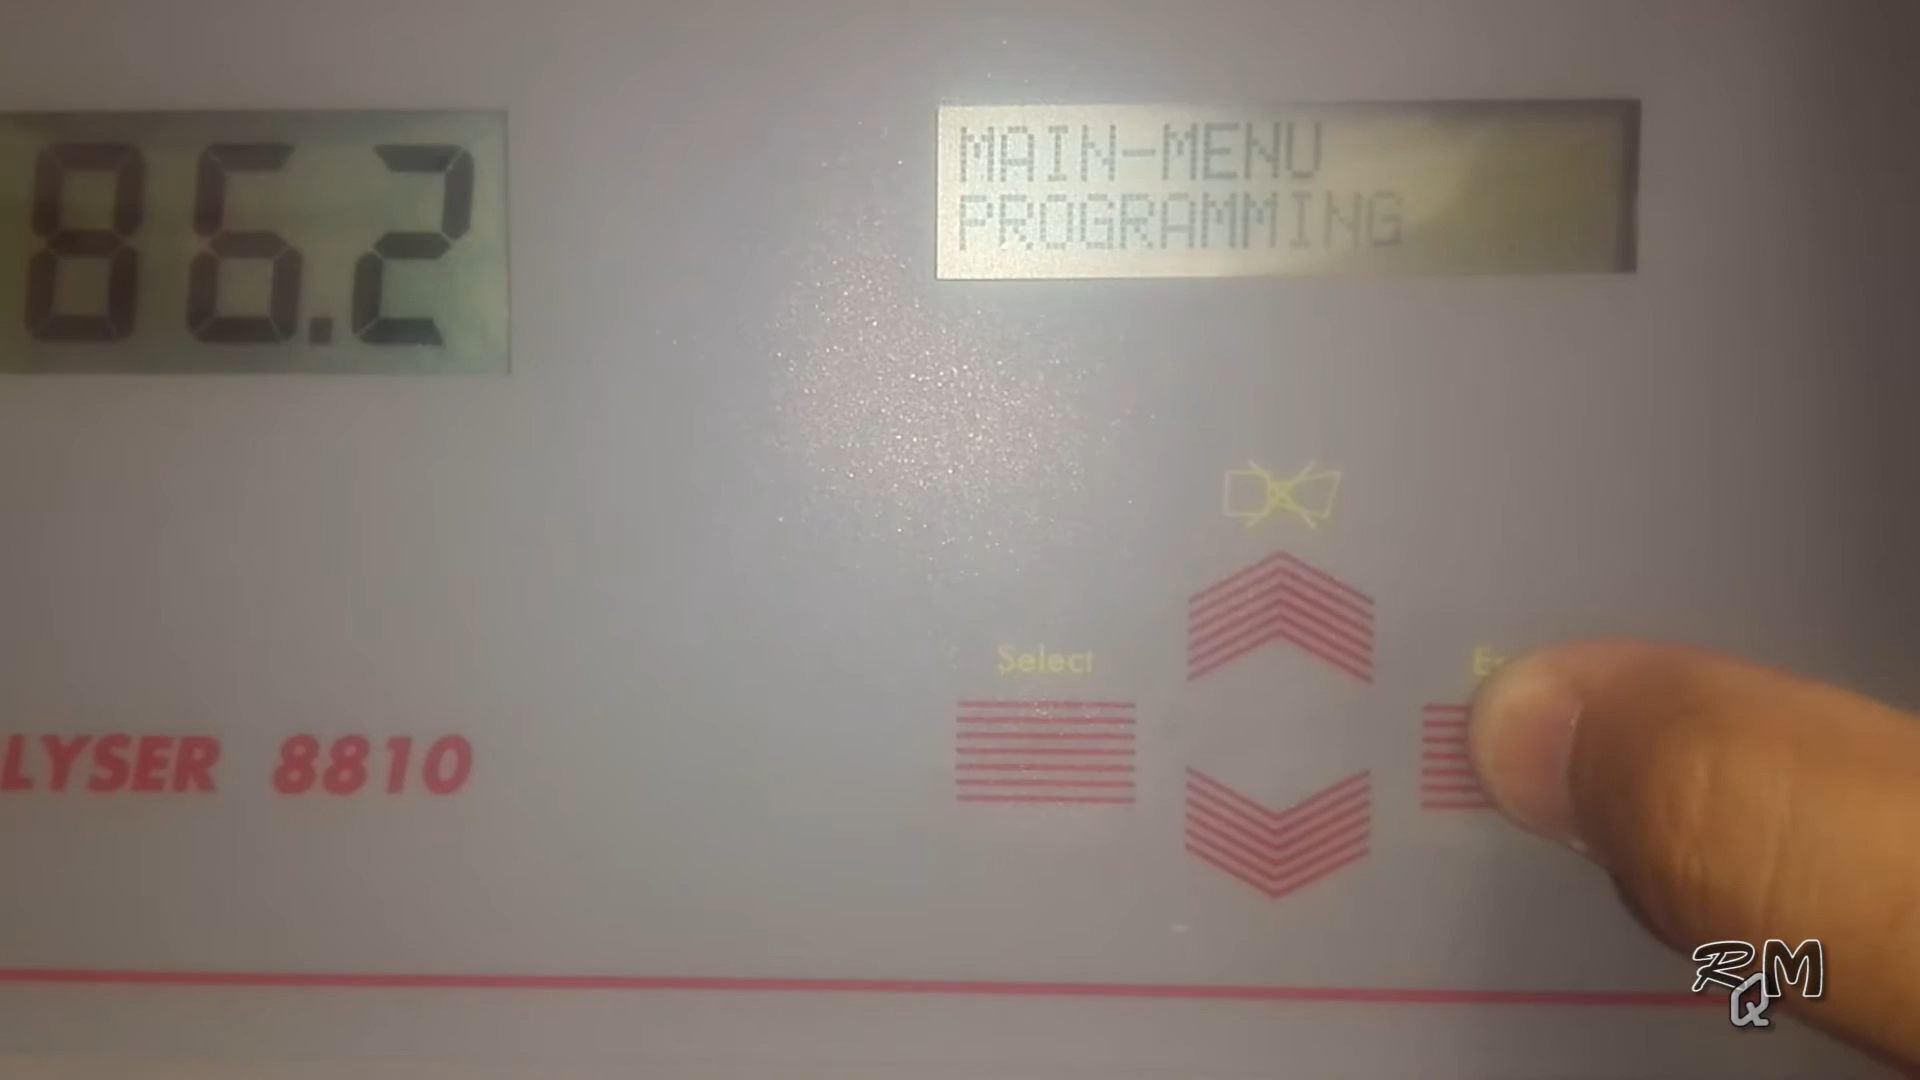 86.2
MAIN-MENU
PROGRAMMING
Select
LYSER 8810
RQM